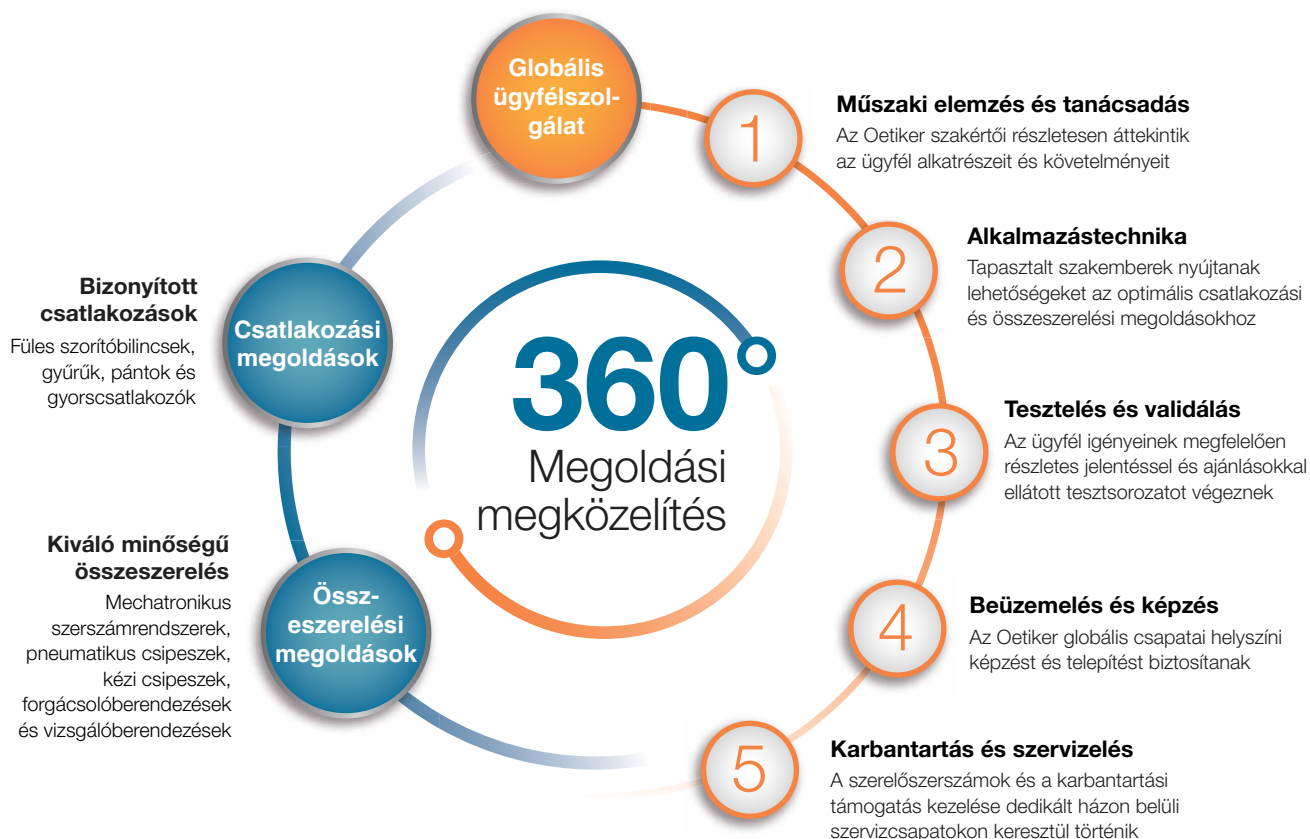 Globális
ügyfélszol-
gálat
1
Műszaki elemzés és tanácsadás
Az Oetiker szakértői részletesen áttekintik
az ügyfél alkatrészeit és követelményeit
2
Alkalmazástechnika
Tapasztalt szakemberek nyújtanak
lehetőségeket az optimális csatlakozási
és összeszerelési megoldásokhoz
3
Tesztelés és validálás
Az ügyfél igényeinek megfelelően
részletes jelentéssel és ajánlásokkal
ellátott tesztsorozatot végeznek
4
Beüzemelés és képzés
Az Oetiker globális csapatai helyszíni
képzést és telepítést biztosítanak
5
Karbantartás és szervizelés
A szerelőszerszámok és a karbantartási
támogatás kezelése dedikált házon belüli
szervizcsapatokon keresztül történik
Bizonyított
csatlakozások
Füles szorítóbilincsek,
gyűrűk, pántok és
gyorscsatlakozók
Csatlakozási
megoldások
Kiváló minőségű
összeszerelés
Mechatronikus
szerszámrendszerek,
pneumatikus csipeszek,
kézi csipeszek,
forgácsolóberendezések
és vizsgálóberendezések
Össz-
eszerelési
megoldások
360°
Megoldási
megközelítés